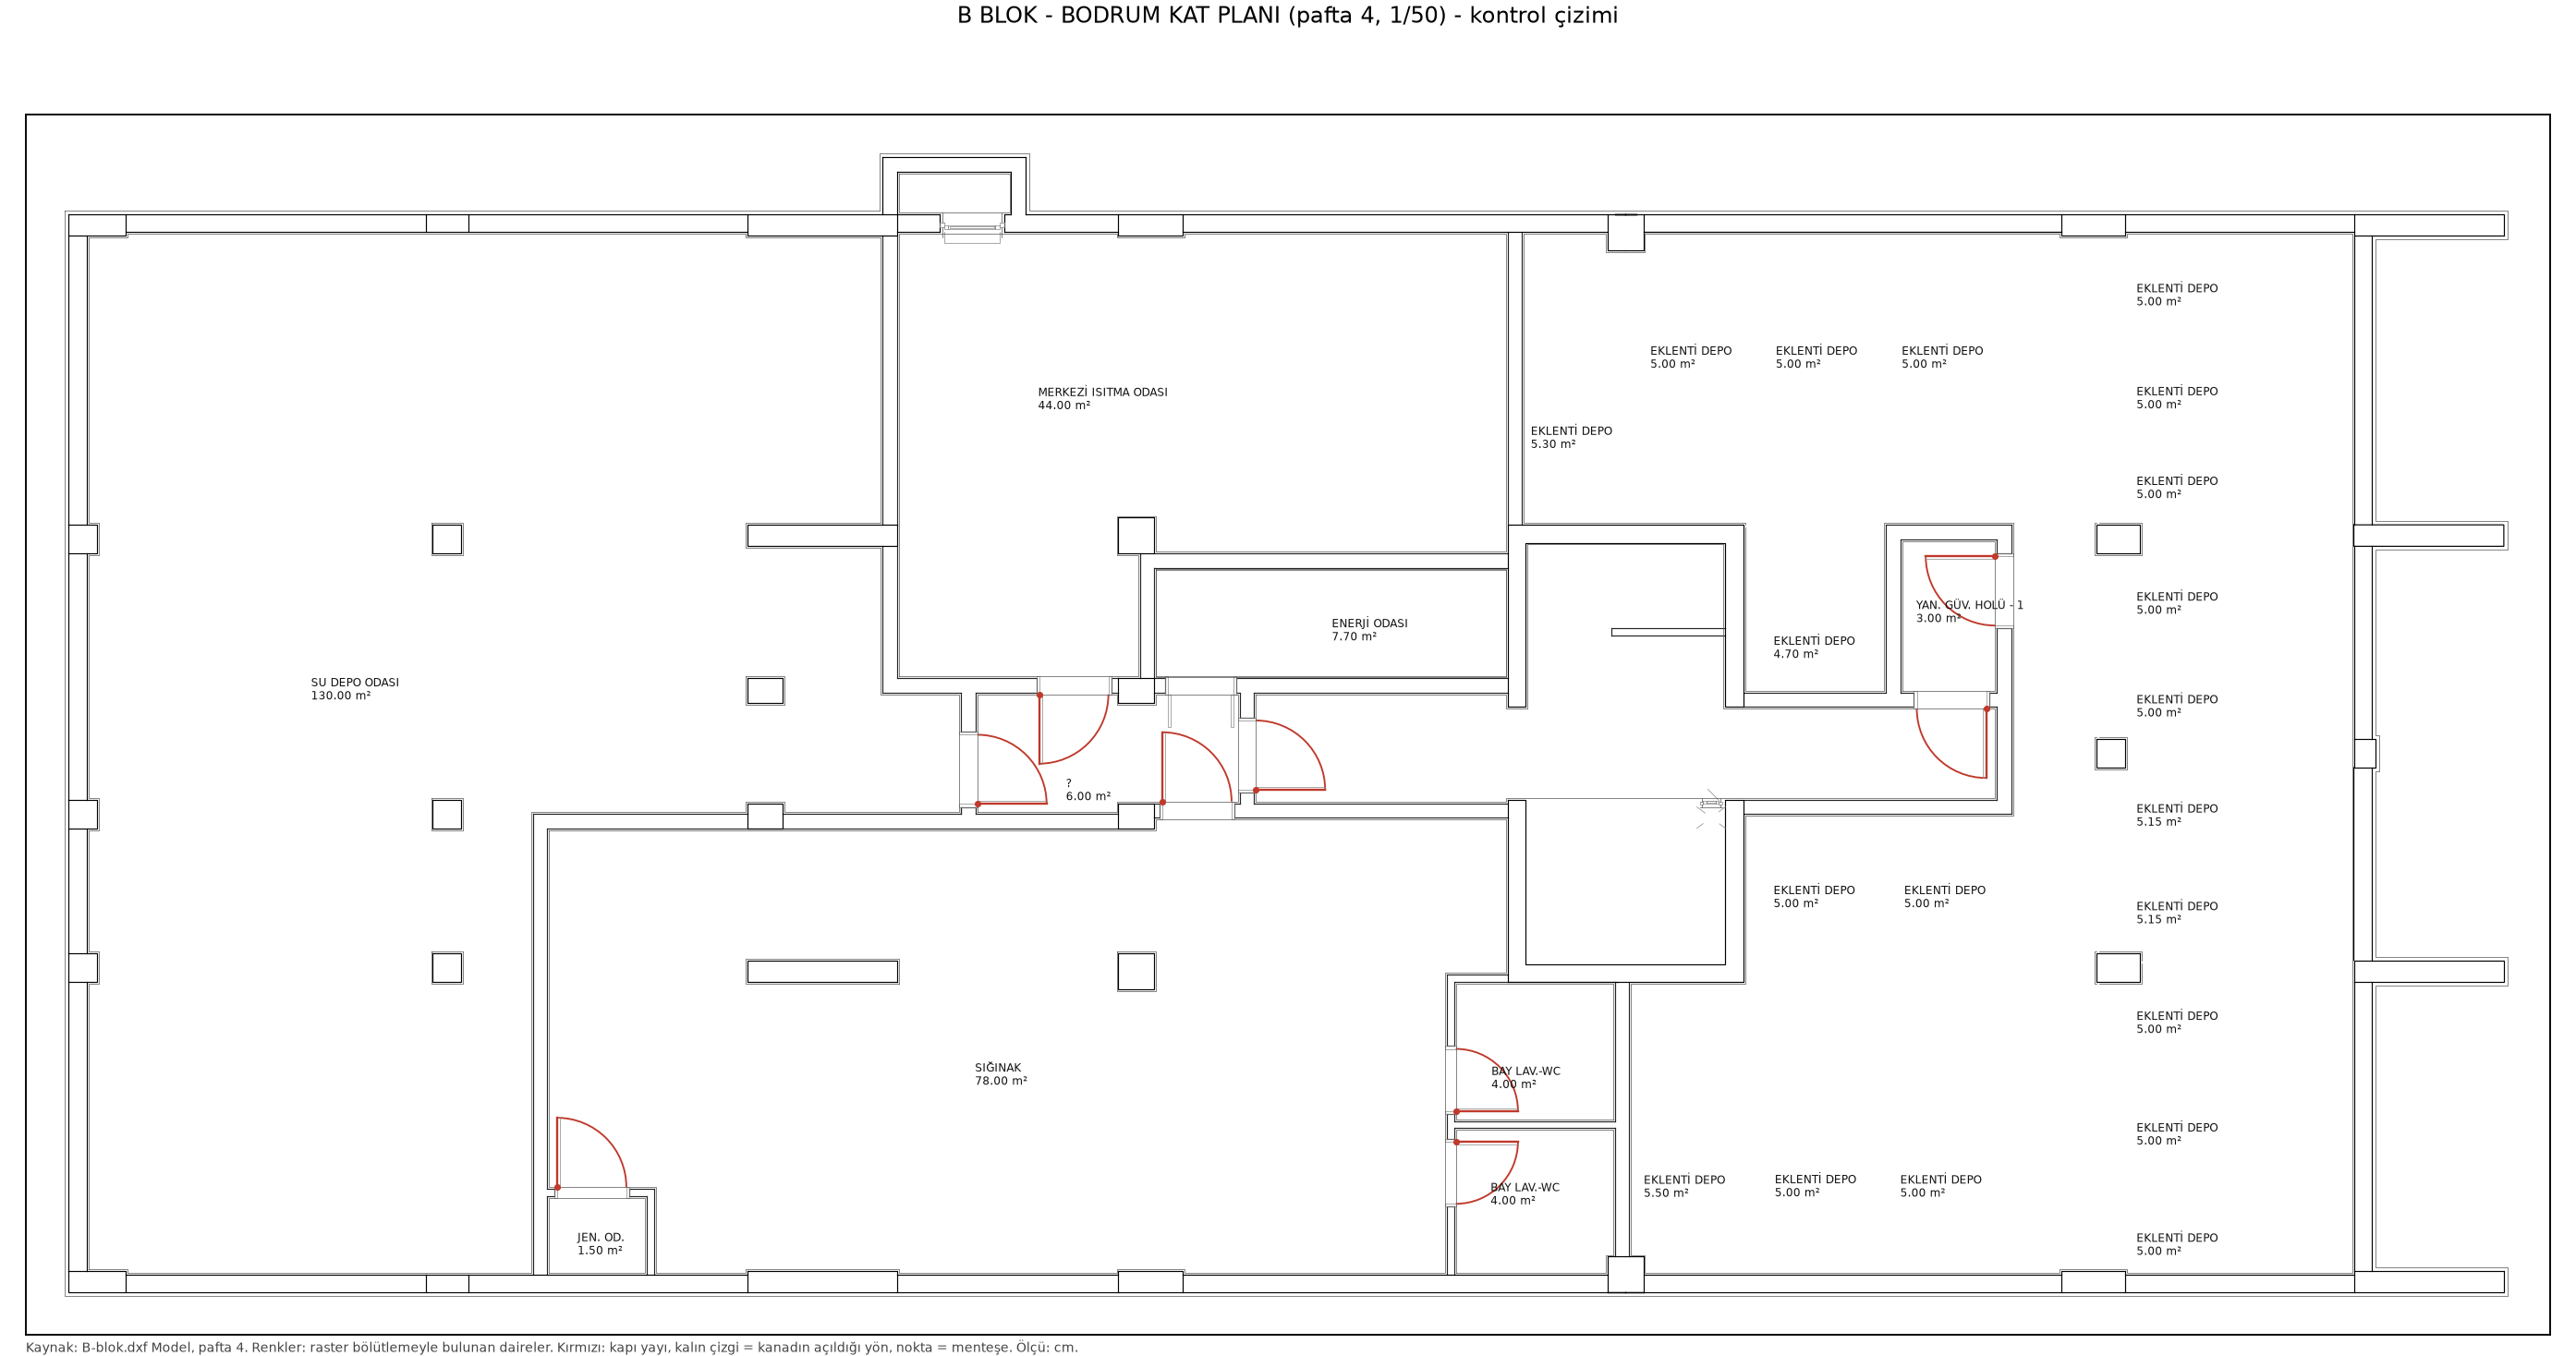 B BLOK - BODRUM KAT PLANI (pafta 4, 1/50) - kontrol çizimi
EKLENTİ DEPO
5.00 m²
EKLENTİ DEPO
5.00 m²
EKLENTİ DEPO
5.00 m²
EKLENTİ DEPO
5.00 m²
MERKEZİ ISITMA ODASI
44.00 m²
EKLENTİ DEPO
5.00 m²
EKLENTİ DEPO
5.30 m²
EKLENTİ DEPO
5.00 m²
EKLENTİ DEPO
5.00 m²
YAN. GÜV. HOLÜ - 1
3.00 m²
ENERJİ ODASI
7.70 m²
EKLENTİ DEPO
4.70 m²
SU DEPO ODASI
130.00 m²
EKLENTİ DEPO
5.00 m²
?
6.00 m²
EKLENTİ DEPO
5.15 m²
EKLENTİ DEPO
5.00 m²
EKLENTİ DEPO
5.00 m²
EKLENTİ DEPO
5.15 m²
EKLENTİ DEPO
5.00 m²
SIĞINAK
78.00 m²
BAY LAV.-WC
4.00 m²
EKLENTİ DEPO
5.00 m²
BAY LAV.-WC
4.00 m²
EKLENTİ DEPO
5.50 m²
EKLENTİ DEPO
5.00 m²
EKLENTİ DEPO
5.00 m²
JEN. OD.
1.50 m²
EKLENTİ DEPO
5.00 m²
Kaynak: B-blok.dxf Model, pafta 4. Renkler: raster bölütlemeyle bulunan daireler. Kırmızı: kapı yayı, kalın çizgi = kanadın açıldığı yön, nokta = menteşe. Ölçü: cm.